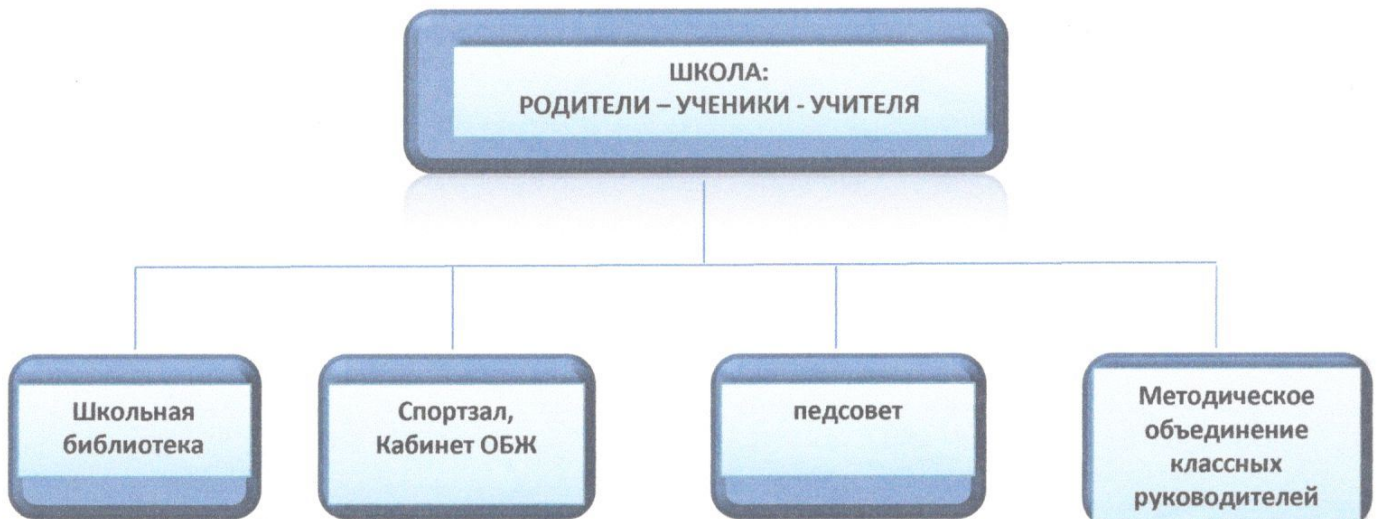 ШКОЛА:
РОДИТЕЛИ – УЧЕНИКИ - УЧИТЕЛЯ
Школьная
библиотека
Спортзал,
Кабинет ОБЖ
педсовет
Методическое
объединение
классных
руководителей